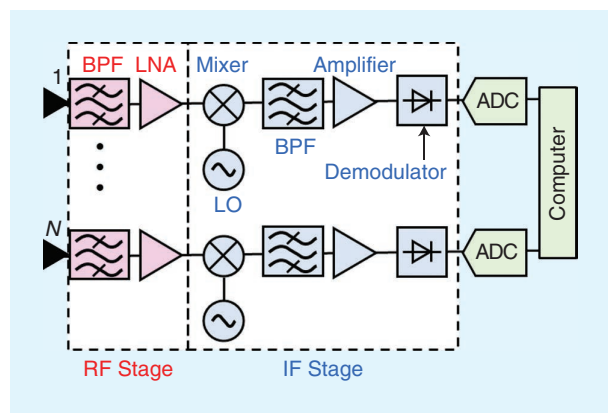 1
BPF
LNA
Mixer
Amplifier
ADC
BPF
Demodulator
LO
Computer
N
ADC
RF Stage
IF Stage